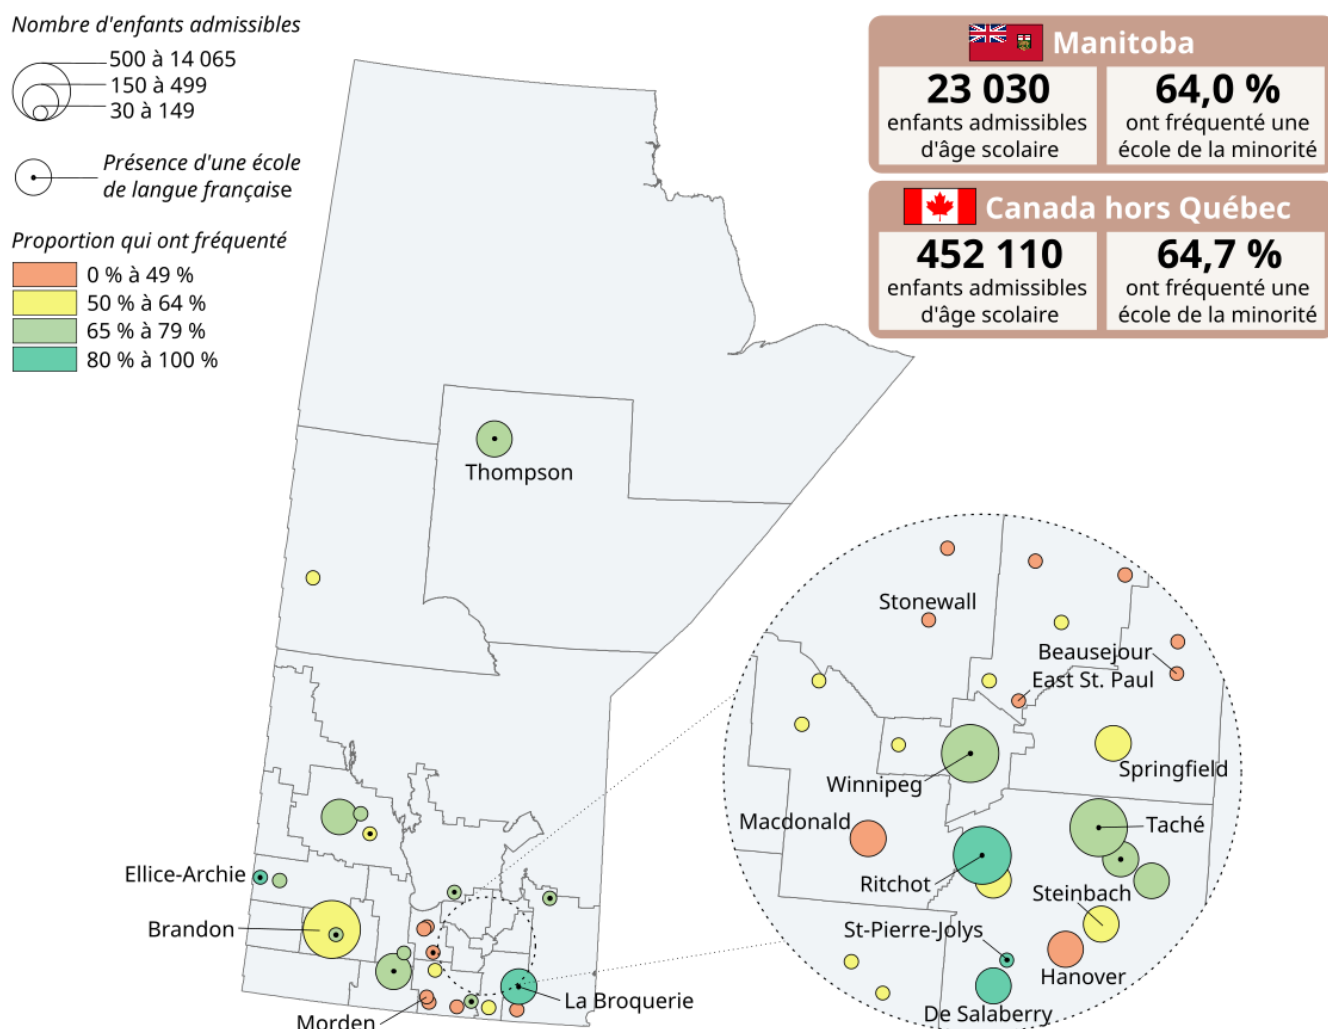 Nombre d'enfants admissibles
500 à 14 065
150 à 499
30 à 149
Présence d'une école
de langue française
Proportion qui ont fréquenté
0 % à 49 %
50 % à 64 %
65 % à 79 %
80 % à 100 %
Manitoba
23 030
enfants admissibles
d'âge scolaire
64,0 %
ont fréquenté une
école de la minorité
Canada hors Québec
452 110
enfants admissibles
d'âge scolaire
64,7 %
ont fréquenté une
école de la minorité
Thompson
Ellice-Archie
Brandon
Morden
La Broquerie
Stonewall
Beausejour
East St. Paul
Springfield
Winnipeg
Macdonald
Taché
Ritchot
Steinbach
St-Pierre-Jolys
Hanover
De Salaberry